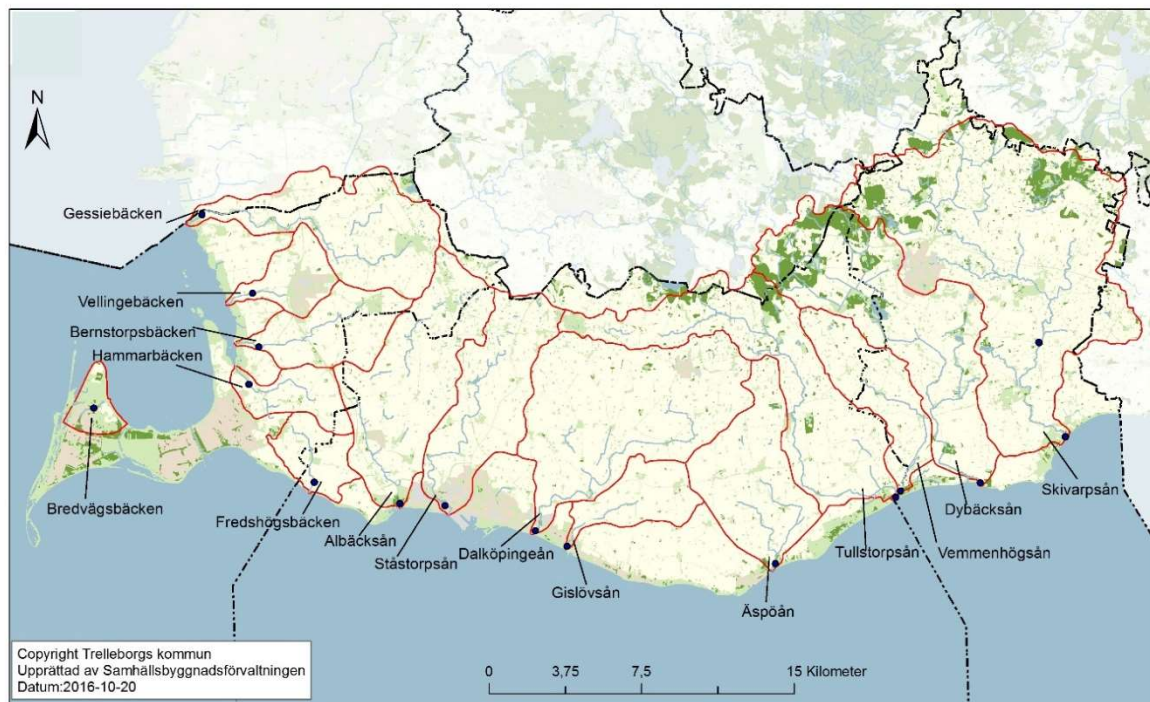 N
Gessiebäcken
Vellingebäcken
Bernstorpsbäcken
Hammarbäcken
Bredvägsbäcken
Fredshögsbäcken
Albäcksån
Ståstorpsån
Dalköpingeån
Gislövsån
Äspöån
Tullstorpsån
Vemmenhögsån
Dybäcksån
Skivarpsån
Copyright Trelleborgs kommun
Upprättad av Samhällsbyggnadsförvaltningen
Datum:2016-10-20
0 3,75 7,5 15 Kilometer